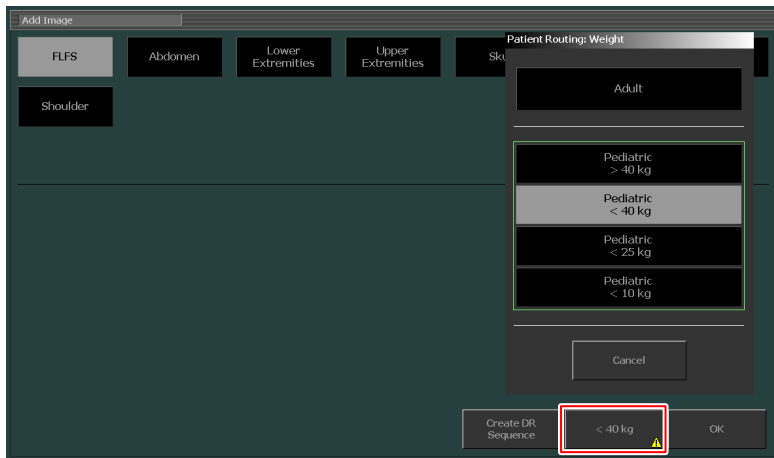 Add Image
FLFS
Abdomen
Lower
Extremities
Upper
Extremities
Shoulder
Patient Routing: Weight
Adult
Pediatric
> 40 kg
Pediatric
< 40 kg
Pediatric
< 25 kg
Pediatric
< 10 kg
Cancel
Create DR
Sequence
< 40 kg
OK